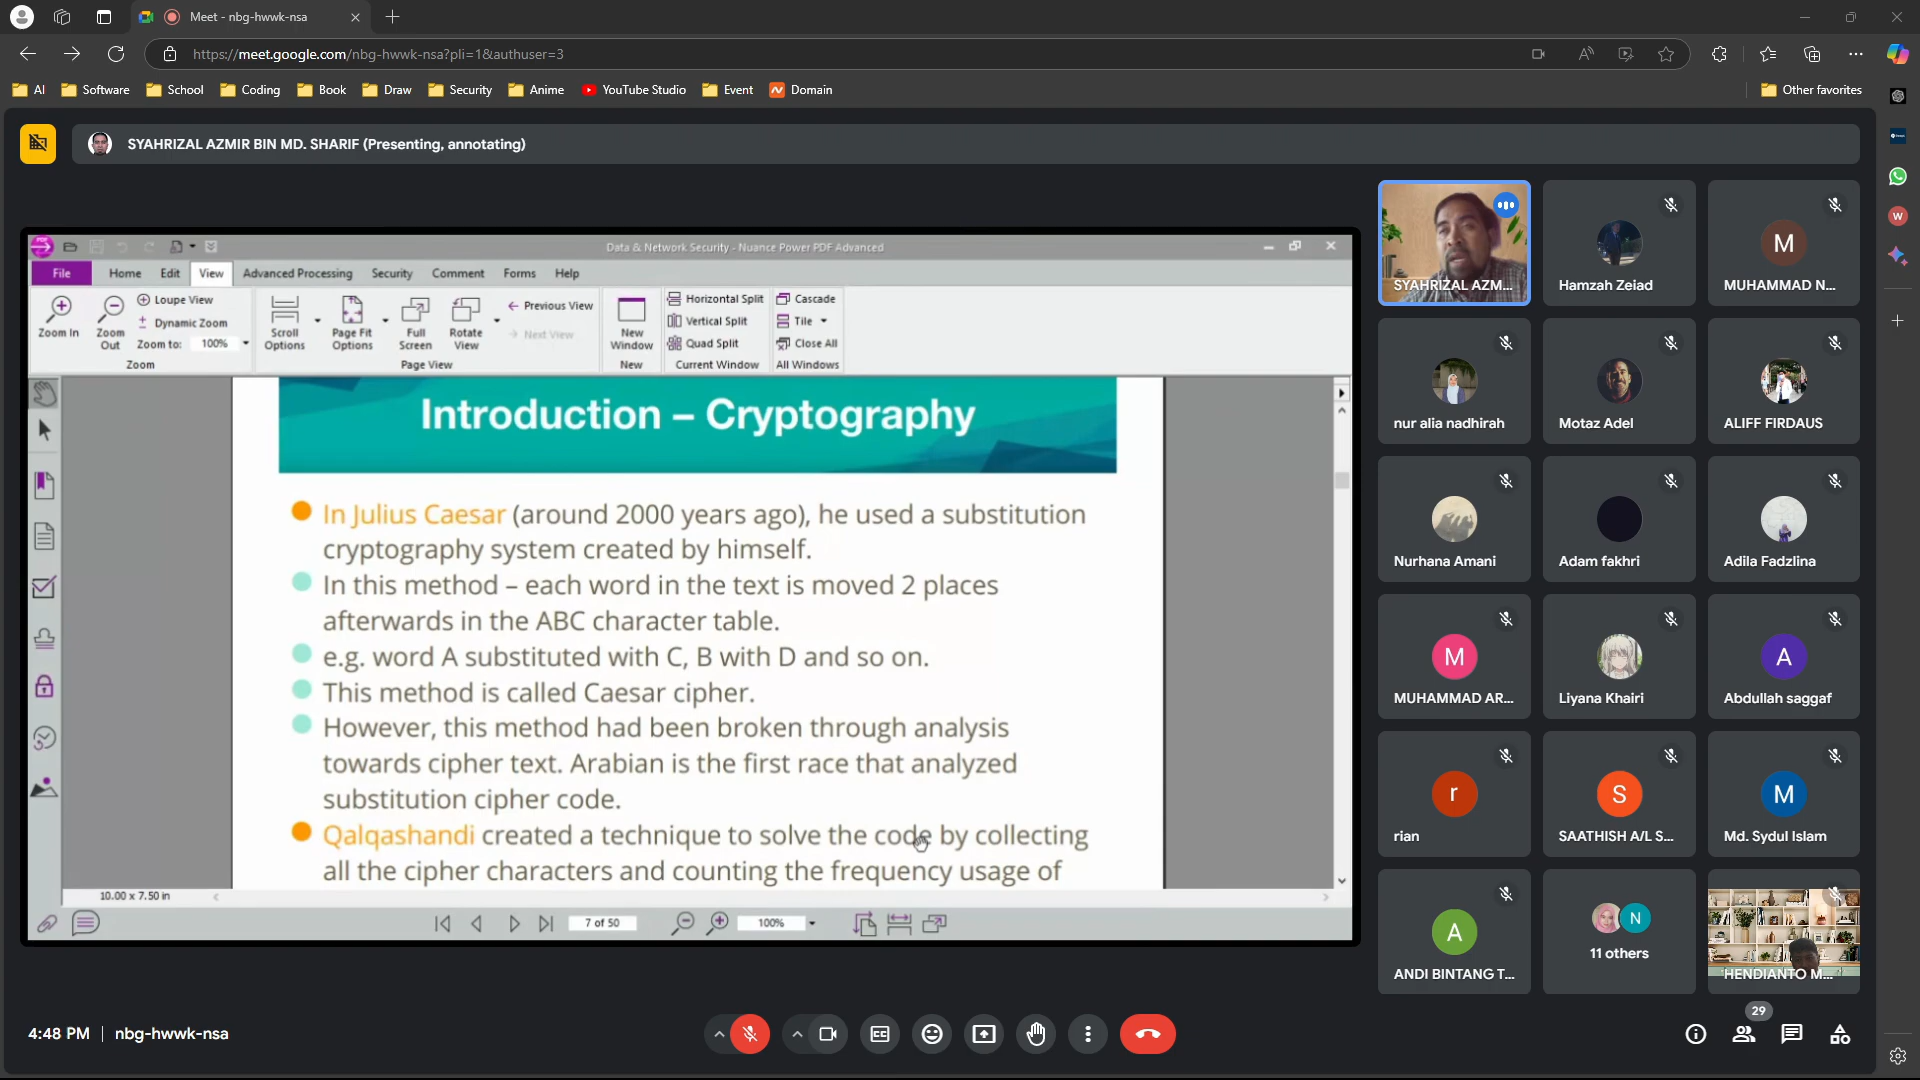 Meet - nbg-hwwk-nsa
https://meet.google.com/nbg-hwwk-nsa?pli=1&authuser=3
AI Software School Coding Book Draw Security Anime YouTube Studio Event Domain Other favorites
SYAHRIZAL AZMIR BIN MD. SHARIF (Presenting, annotating)
Data & Network Security - Nuance Power PDF Advanced
File Home Edit View Advanced Processing Security Comment Forms Help
Zoom In
Zoom Out
Loupe View
Dynamic Zoom
Zoom to: 100%
Zoom
Scroll Options
Page Fit Options
Full Screen
Rotate View
Previous View
Next View
Page View
New Window
New
Horizontal Split
Vertical Split
Quad Split
Current Window
Cascade
Tile
Close All
All Windows
Introduction – Cryptography
In Julius Caesar (around 2000 years ago), he used a substitution
cryptography system created by himself.
In this method – each word in the text is moved 2 places
afterwards in the ABC character table.
e.g. word A substituted with C, B with D and so on.
This method is called Caesar cipher.
However, this method had been broken through analysis
towards cipher text. Arabian is the first race that analyzed
substitution cipher code.
Qalqashandi created a technique to solve the code by collecting
all the cipher characters and counting the frequency usage of
10.00 x 7.50 in
7 of 50
100%
SYAHRIZAL AZM...
Hamzah Zeiad
M
MUHAMMAD N...
nur alia nadhirah
Motaz Adel
ALIFF FIRDAUS
Nurhana Amani
Adam fakhri
Adila Fadzlina
M
MUHAMMAD AR...
Liyana Khairi
A
Abdullah saggaf
r
rian
S
SAATHISH A/L S...
M
Md. Sydul Islam
A
ANDI BINTANG T...
N
11 others
HENDIANTO M...
4:48 PM | nbg-hwwk-nsa
29